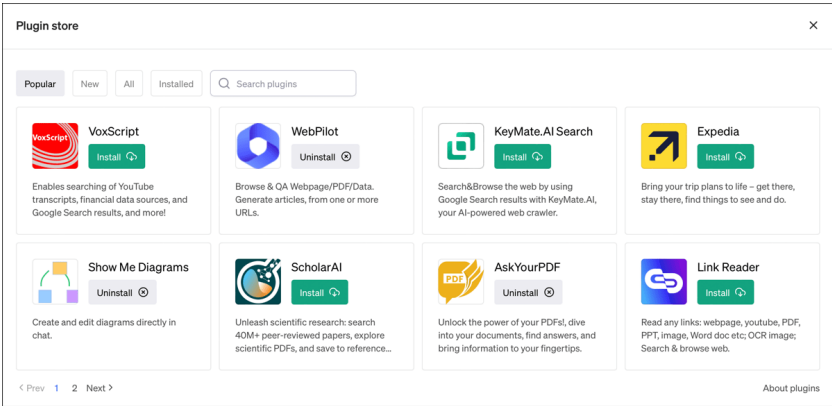 Plugin store
Popular
New
All
Installed
Search plugins
VoxScript
VoxScript
Install
Enables searching of YouTube
transcripts, financial data sources, and
Google Search results, and more!
WebPilot
Uninstall
Browse & QA Webpage/PDF/Data.
Generate articles, from one or more
URLs.
KeyMate.AI Search
Install
Search&Browse the web by using
Google Search results with KeyMate.AI,
your AI-powered web crawler.
Expedia
Install
Bring your trip plans to life – get there,
stay there, find things to see and do.
Show Me Diagrams
Uninstall
Create and edit diagrams directly in
chat.
ScholarAI
Install
Unleash scientific research: search
40M+ peer-reviewed papers, explore
scientific PDFs, and save to reference...
PDF
AskYourPDF
Uninstall
Unlock the power of your PDFs!, dive
into your documents, find answers, and
bring information to your fingertips.
Link Reader
Install
Read any links: webpage, youtube, PDF,
PPT, image, Word doc etc; OCR image;
Search & browse web.
Prev 1 2 Next
About plugins